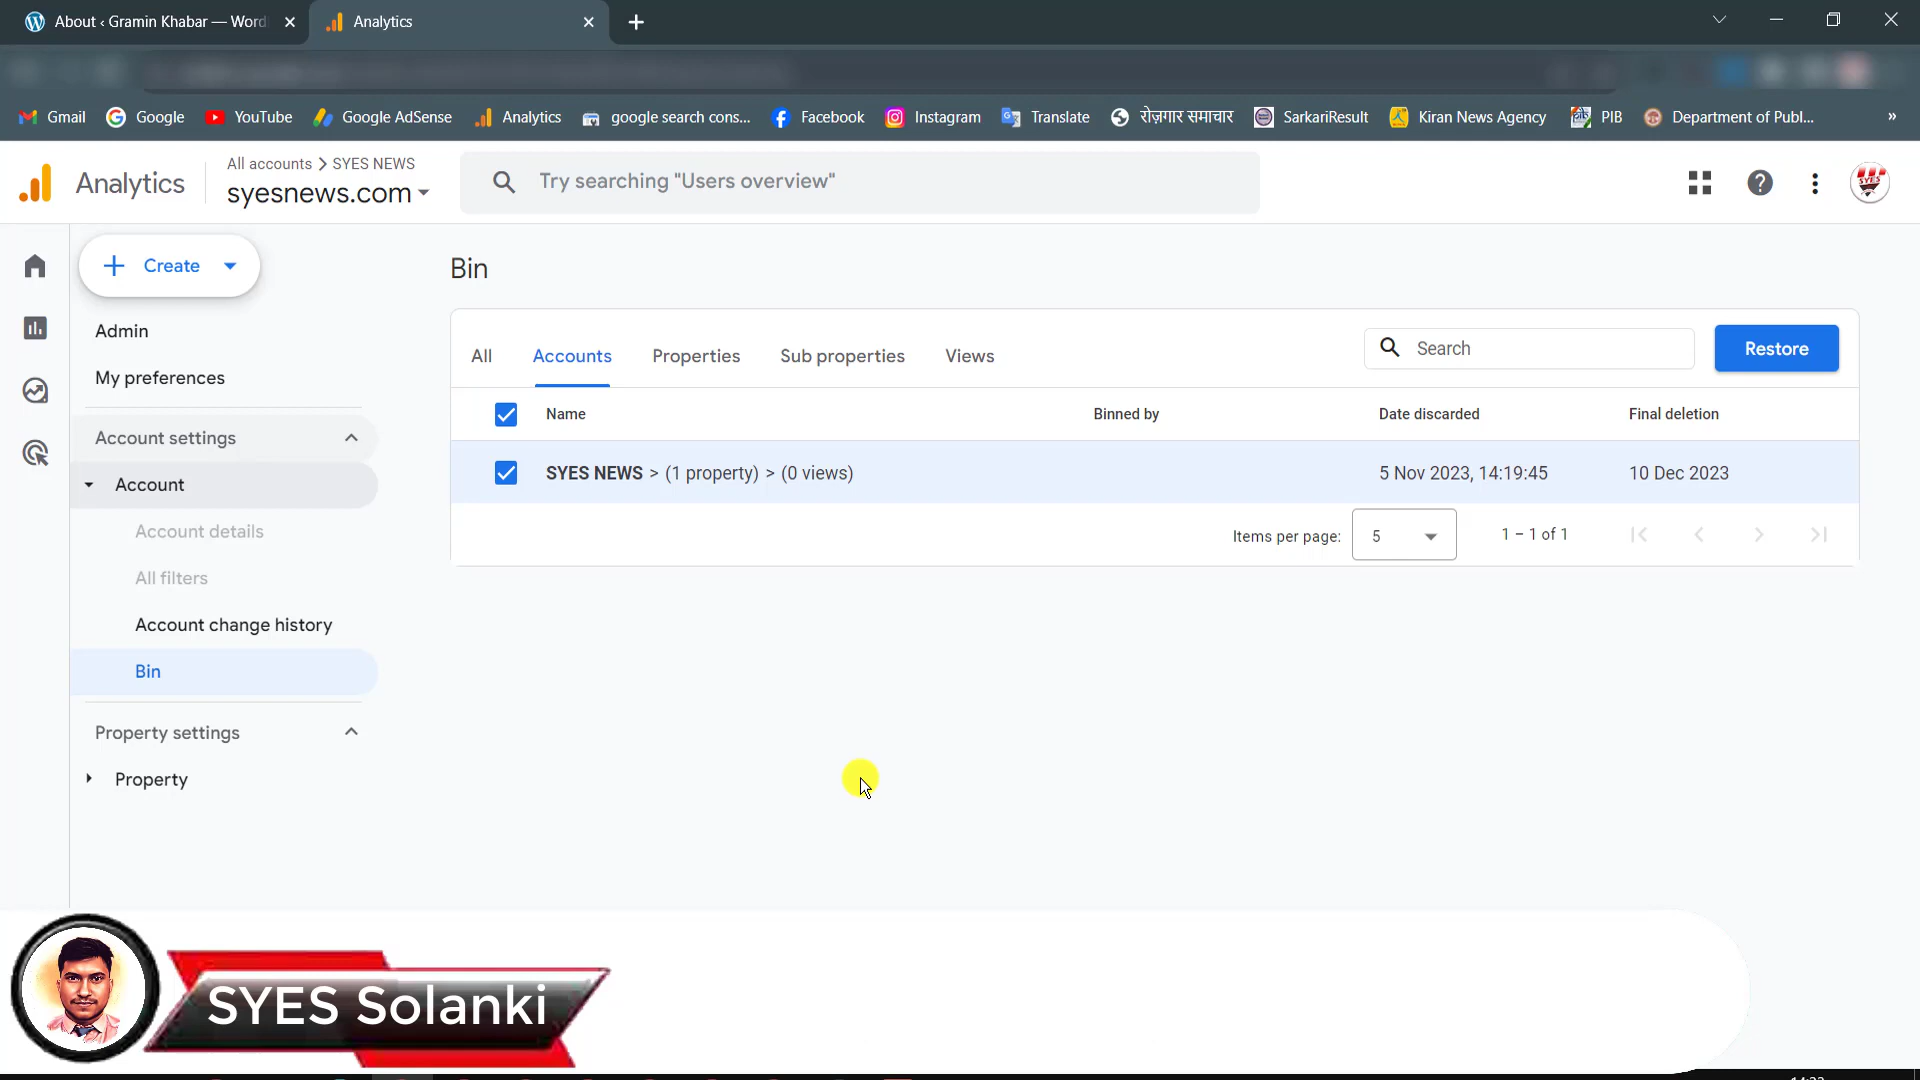 About ‹ Gramin Khabar — Word
Analytics
Gmail Google YouTube Google AdSense Analytics google search cons... Facebook Instagram Translate रोज़गार समाचार SarkariResult Kiran News Agency PIB Department of Publ... »
Analytics
All accounts > SYES NEWS
syesnews.com
Try searching "Users overview"
SYES
Create
Admin
My preferences
Account settings
Account
Account details
All filters
Account change history
Bin
Property settings
Property
Bin
All Accounts Properties Sub properties Views
Search
Restore
Name Binned by Date discarded Final deletion
SYES NEWS > (1 property) > (0 views) 5 Nov 2023, 14:19:45 10 Dec 2023
Items per page: 5 1 – 1 of 1
SYES Solanki